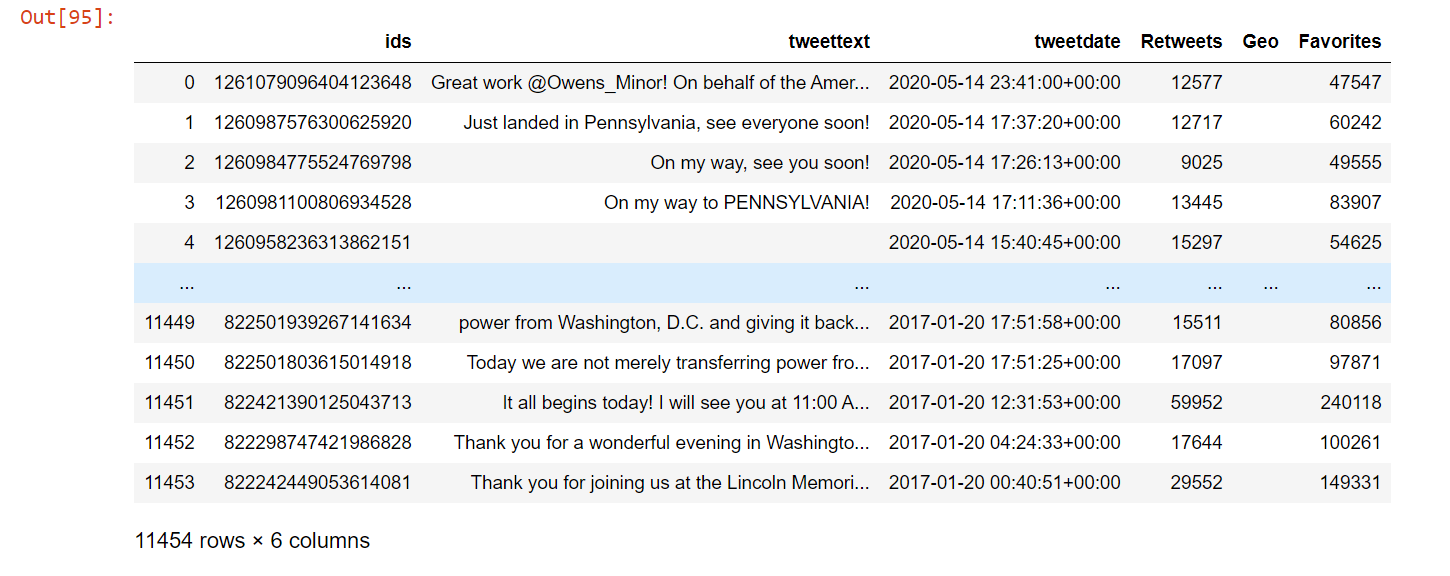 Out[95]:
ids tweettext tweetdate Retweets Geo Favorites
0 1261079096404123648 Great work @Owens_Minor! On behalf of the Amer... 2020-05-14 23:41:00+00:00 12577 47547
1 1260987576300625920 Just landed in Pennsylvania, see everyone soon! 2020-05-14 17:37:20+00:00 12717 60242
2 1260984775524769798 On my way, see you soon! 2020-05-14 17:26:13+00:00 9025 49555
3 1260981100806934528 On my way to PENNSYLVANIA! 2020-05-14 17:11:36+00:00 13445 83907
4 1260958236313862151 2020-05-14 15:40:45+00:00 15297 54625
... ... ... ... ... ... ...
11449 822501939267141634 power from Washington, D.C. and giving it back... 2017-01-20 17:51:58+00:00 15511 80856
11450 822501803615014918 Today we are not merely transferring power fro... 2017-01-20 17:51:25+00:00 17097 97871
11451 822421390125043713 It all begins today! I will see you at 11:00 A... 2017-01-20 12:31:53+00:00 59952 240118
11452 822298747421986828 Thank you for a wonderful evening in Washingto... 2017-01-20 04:24:33+00:00 17644 100261
11453 822242449053614081 Thank you for joining us at the Lincoln Memori... 2017-01-20 00:40:51+00:00 29552 149331
11454 rows × 6 columns